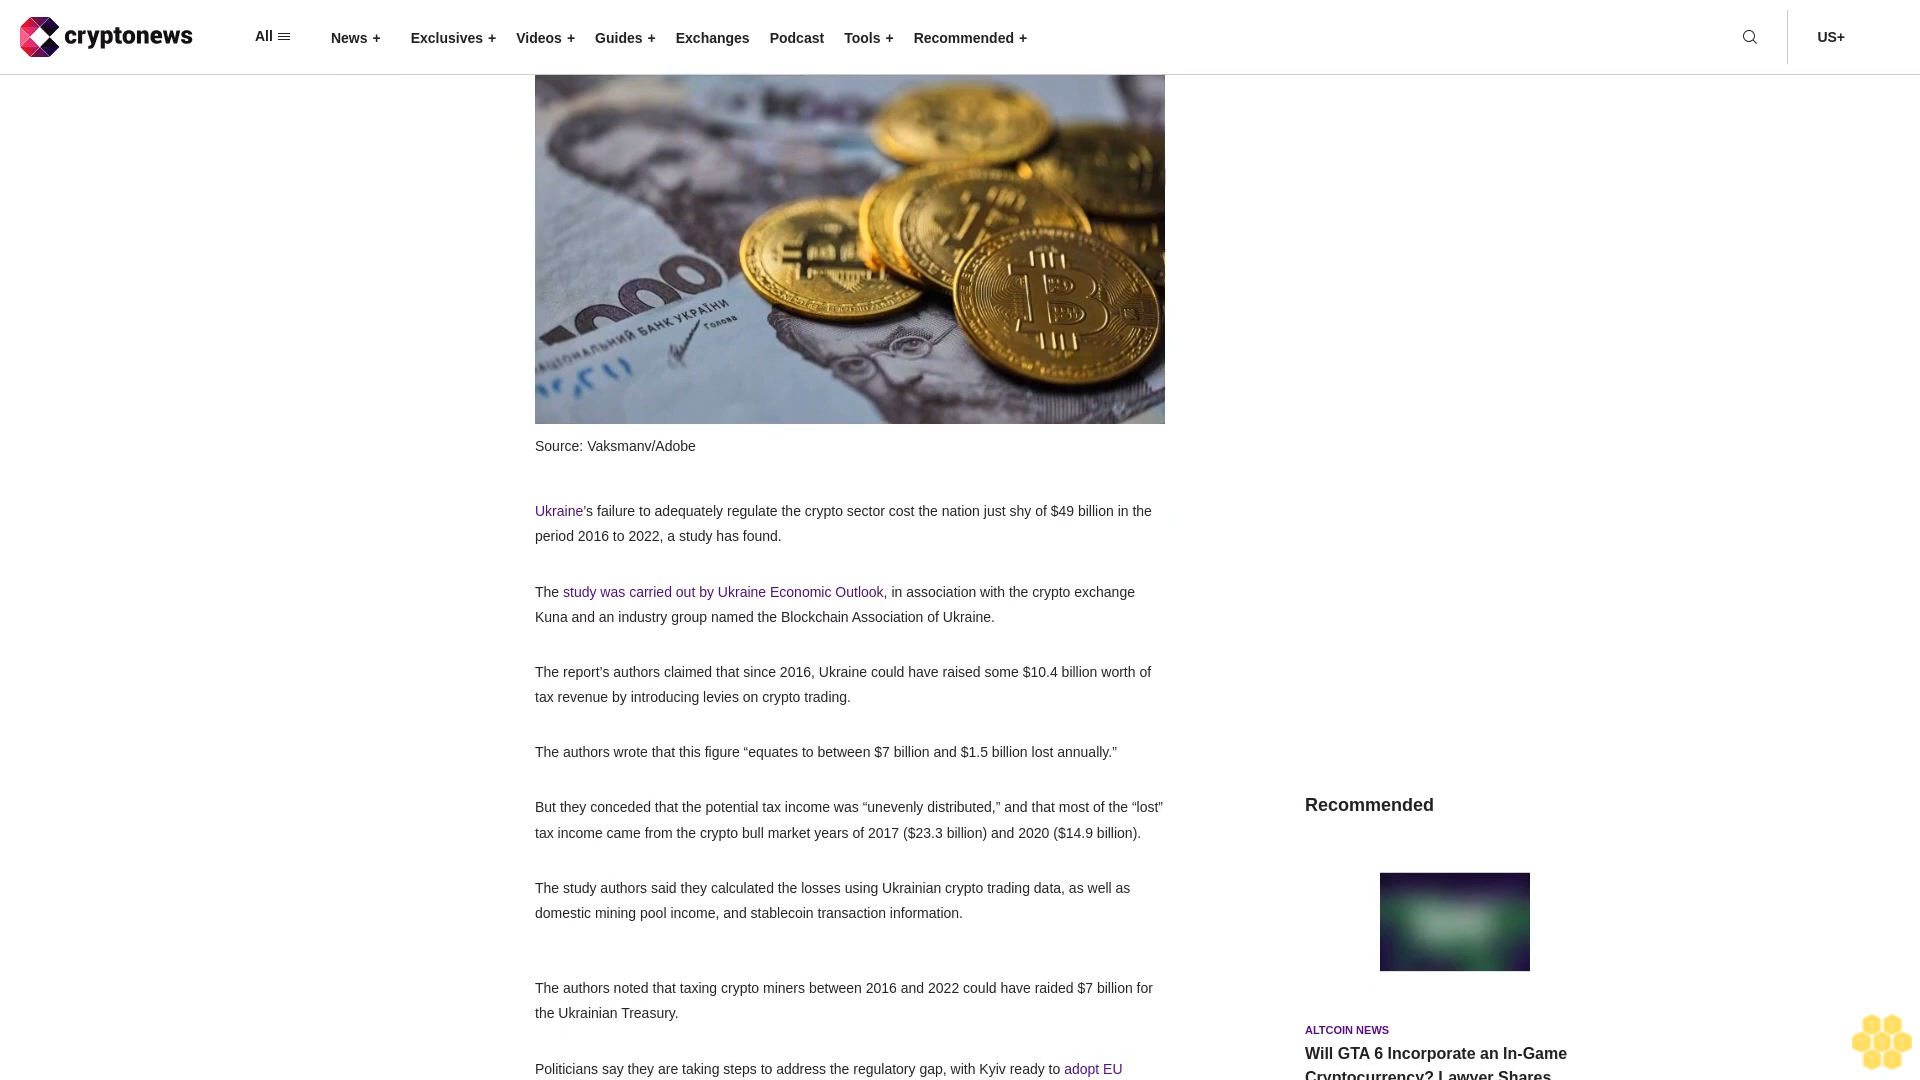 cryptonews
All
News +
Exclusives +
Videos +
Guides +
Exchanges
Podcast
Tools +
Recommended +
US+
1000
НАЦІОНАЛЬНИЙ БАНК УКРАЇНИ
Голова
Source: Vaksmanv/Adobe
Ukraine’s failure to adequately regulate the crypto sector cost the nation just shy of $49 billion in the
period 2016 to 2022, a study has found.
The study was carried out by Ukraine Economic Outlook, in association with the crypto exchange
Kuna and an industry group named the Blockchain Association of Ukraine.
The report’s authors claimed that since 2016, Ukraine could have raised some $10.4 billion worth of
tax revenue by introducing levies on crypto trading.
The authors wrote that this figure “equates to between $7 billion and $1.5 billion lost annually.”
But they conceded that the potential tax income was “unevenly distributed,” and that most of the “lost”
tax income came from the crypto bull market years of 2017 ($23.3 billion) and 2020 ($14.9 billion).
The study authors said they calculated the losses using Ukrainian crypto trading data, as well as
domestic mining pool income, and stablecoin transaction information.
The authors noted that taxing crypto miners between 2016 and 2022 could have raided $7 billion for
the Ukrainian Treasury.
Politicians say they are taking steps to address the regulatory gap, with Kyiv ready to adopt EU
Recommended
ALTCOIN NEWS
Will GTA 6 Incorporate an In-Game
Cryptocurrency? Lawyer Shares